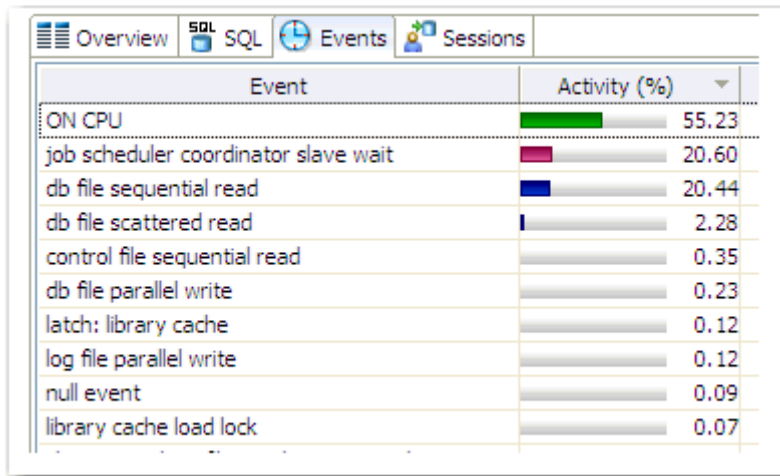 Overview SQL SQL Events Sessions
Event Activity (%)
ON CPU 55.23
job scheduler coordinator slave wait 20.60
db file sequential read 20.44
db file scattered read 2.28
control file sequential read 0.35
db file parallel write 0.23
latch: library cache 0.12
log file parallel write 0.12
null event 0.09
library cache load lock 0.07